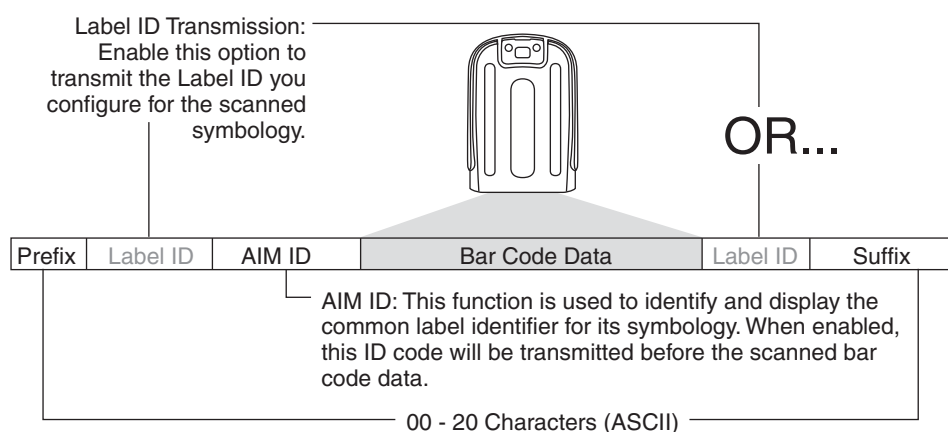 Label ID Transmission:
Enable this option to
transmit the Label ID you
configure for the scanned
symbology.
OR...
Prefix Label ID AIM ID Bar Code Data Label ID Suffix
AIM ID: This function is used to identify and display the
common label identifier for its symbology. When enabled,
this ID code will be transmitted before the scanned bar
code data.
00 - 20 Characters (ASCII)